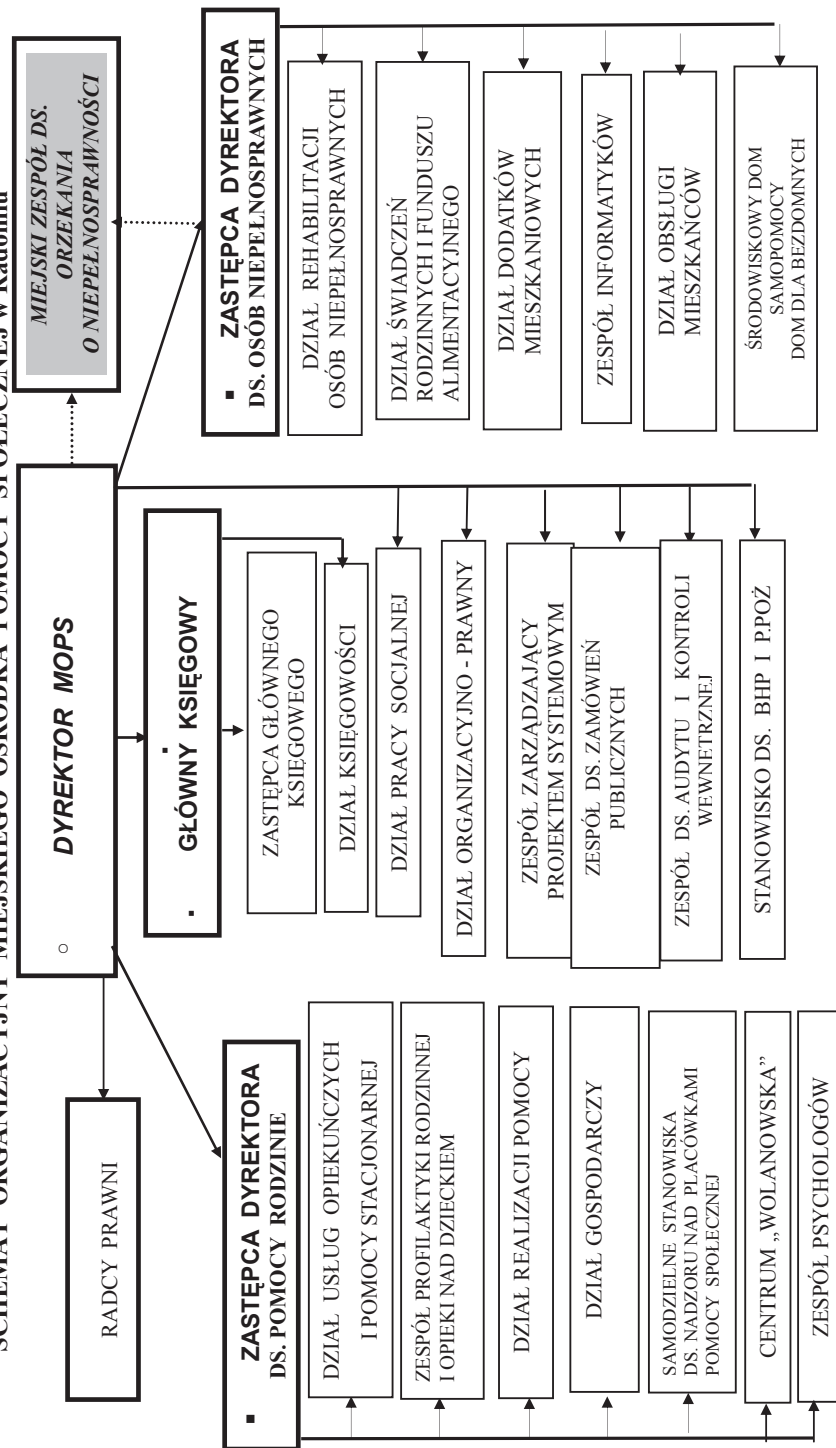 SCHEMAT ORGANIZACYJNY MIEJSKIEGO OŚRODKA POMOCY SPOŁECZNEJ W Radomiu
RADCY PRAWNI
DYREKTOR MOPS
MIEJSKI ZESPÓŁ DS.
ORZEKANIA
O NIEPEŁNOSPRAWNOŚCI
ZASTĘPCA DYREKTORA
DS. POMOCY RODZINIE
DZIAŁ USŁUG OPIEKUŃCZYCH
I POMOCY STACJONARNEJ
ZESPÓŁ PROFILAKTYKI RODZINNEJ
I OPIEKI NAD DZIECKIEM
DZIAŁ REALIZACJI POMOCY
DZIAŁ GOSPODARCZY
SAMODZIELNE STANOWISKA
DS. NADZORU NAD PLACÓWKAMI
POMOCY SPOŁECZNEJ
CENTRUM „WOLANOWSKA”
ZESPÓŁ PSYCHOLOGÓW
GŁÓWNY KSIĘGOWY
ZASTĘPCA GŁÓWNEGO
KSIĘGOWEGO
DZIAŁ KSIĘGOWOŚCI
DZIAŁ PRACY SOCJALNEJ
DZIAŁ ORGANIZACYJNO - PRAWNY
ZESPÓŁ ZARZĄDZAJĄCY
PROJEKTEM SYSTEMOWYM
ZESPÓŁ DS. ZAMÓWIEŃ
PUBLICZNYCH
ZESPÓŁ DS. AUDYTU I KONTROLI
WEWNETRZNEJ
STANOWISKO DS. BHP I P.POŻ
ZASTĘPCA DYREKTORA
DS. OSÓB NIEPEŁNOSPRAWNYCH
DZIAŁ REHABILITACJI
OSÓB NIEPEŁNOSPRAWNYCH
DZIAŁ ŚWIADCZEŃ
RODZINNYCH I FUNDUSZU
ALIMENTACYJNEGO
DZIAŁ DODATKÓW
MIESZKANIOWYCH
ZESPÓŁ INFORMATYKÓW
DZIAŁ OBSŁUGI
MIESZKAŃCÓW
ŚRODOWISKOWY DOM
SAMOPOMOCY
DOM DLA BEZDOMNYCH